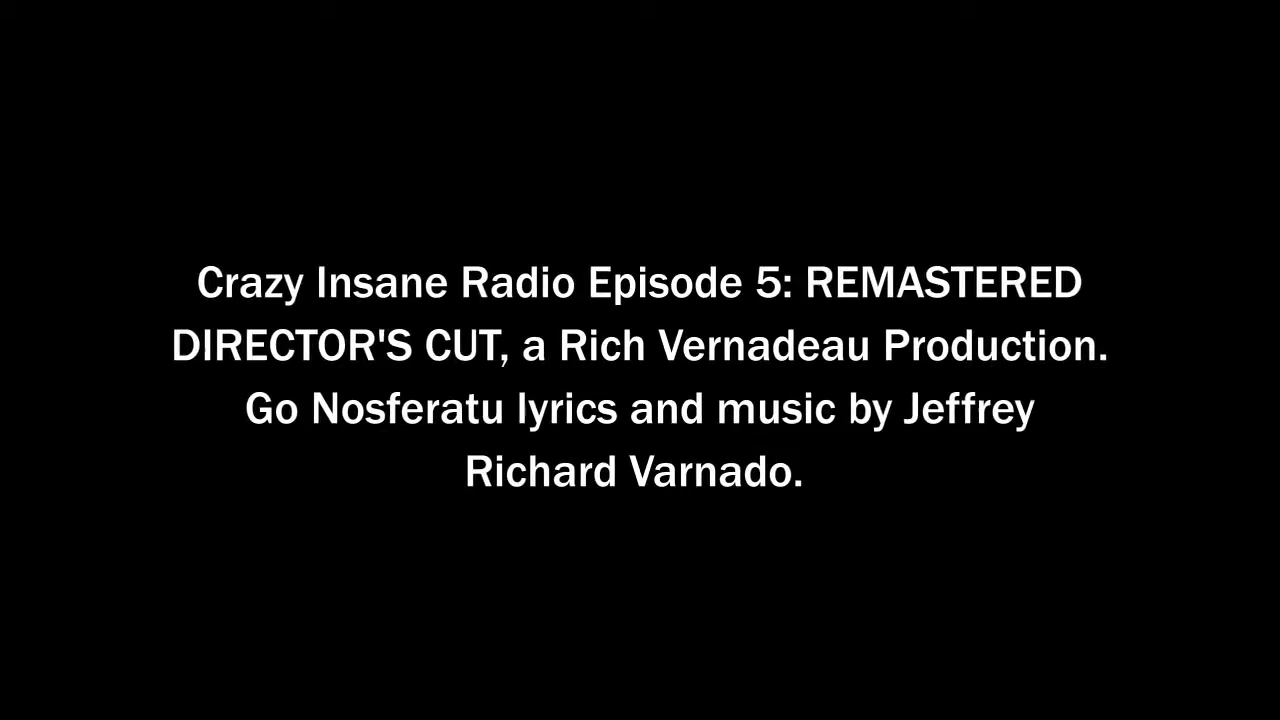 Crazy Insane Radio Episode 5: REMASTERED
DIRECTOR'S CUT, a Rich Vernadeau Production.
Go Nosferatu lyrics and music by Jeffrey
Richard Varnado.